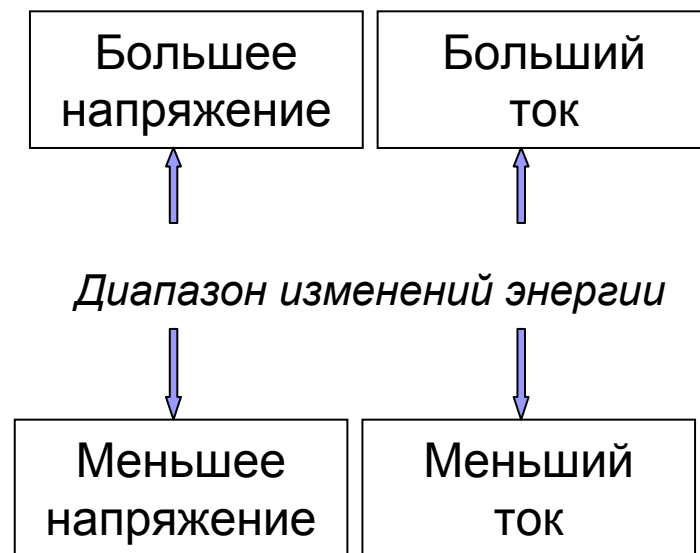 Большее
напряжение
Больший
ток
Диапазон изменений энергии
Меньшее
напряжение
Меньший
ток